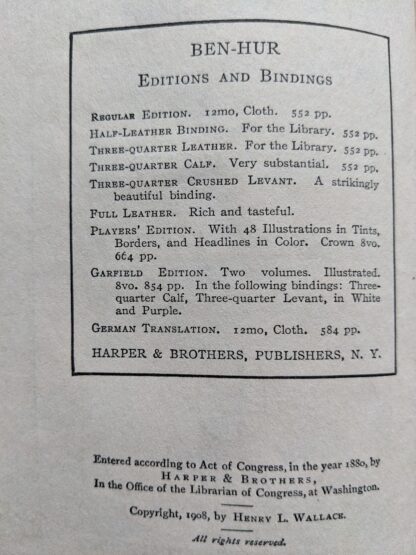 BEN-HUR
EDITIONS AND BINDINGS
REGULAR EDITION. 12mo, Cloth. 552 pp.
HALF-LEATHER BINDING. For the Library. 552 pp.
THREE-QUARTER LEATHER. For the Library. 552 pp.
THREE-QUARTER CALF. Very substantial. 552 pp.
THREE-QUARTER CRUSHED LEVANT. A strikingly
beautiful binding.
FULL LEATHER. Rich and tasteful.
PLAYERS' EDITION. With 48 Illustrations in Tints,
Borders, and Headlines in Color. Crown 8vo.
664 pp.
GARFIELD EDITION. Two volumes. Illustrated.
8vo. 854 pp. In the following bindings: Three-
quarter Calf, Three-quarter Levant, in White
and Purple.
GERMAN TRANSLATION. 12mo, Cloth. 584 pp.
HARPER & BROTHERS, PUBLISHERS, N. Y.
Entered according to Act of Congress, in the year 1880, by
HARPER & BROTHERS,
In the Office of the Librarian of Congress, at Washington.
Copyright, 1908, by HENRY L. WALLACE.
All rights reserved.